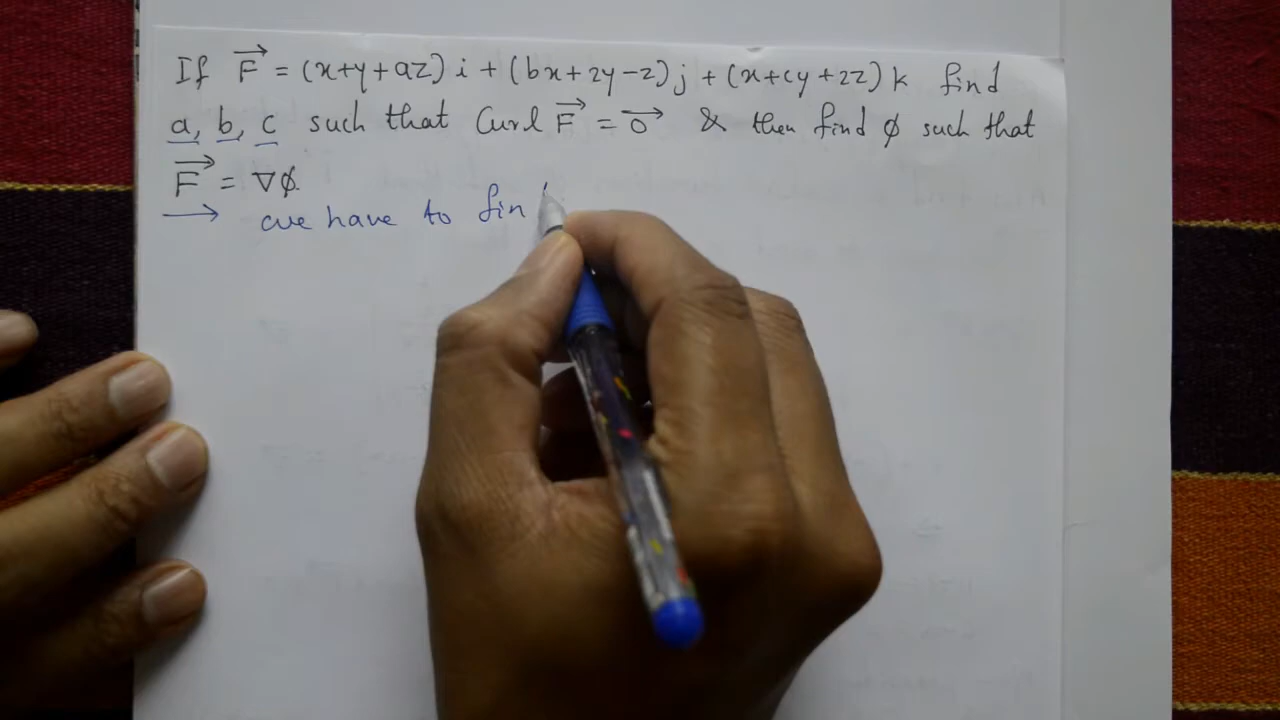 If F⃗ = (x+y+az) i + (bx+2y-z) j + (x+cy+2z) k find
a, b, c such that Curl F⃗ = 0⃗ & then find ϕ such that
F⃗ = ∇ϕ.
→ we have to fin